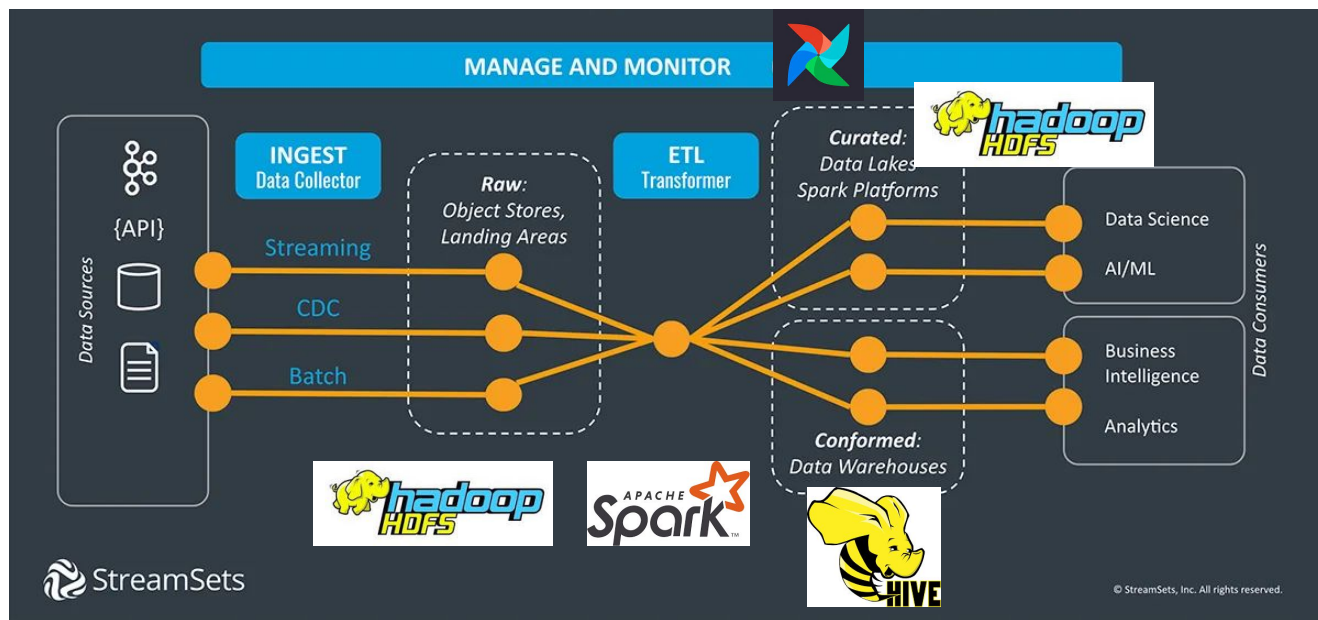 MANAGE AND MONITOR
hadoop
HDFS
Data Sources
{API}
INGEST
Data Collector
Streaming
CDC
Batch
Raw:
Object Stores,
Landing Areas
ETL
Transformer
Curated:
Data Lakes
Spark Platforms
Conformed:
Data Warehouses
Data Science
AI/ML
Business
Intelligence
Analytics
Data Consumers
hadoop
HDFS
APACHE
Spark™
HIVE
StreamSets
© StreamSets, Inc. All rights reserved.